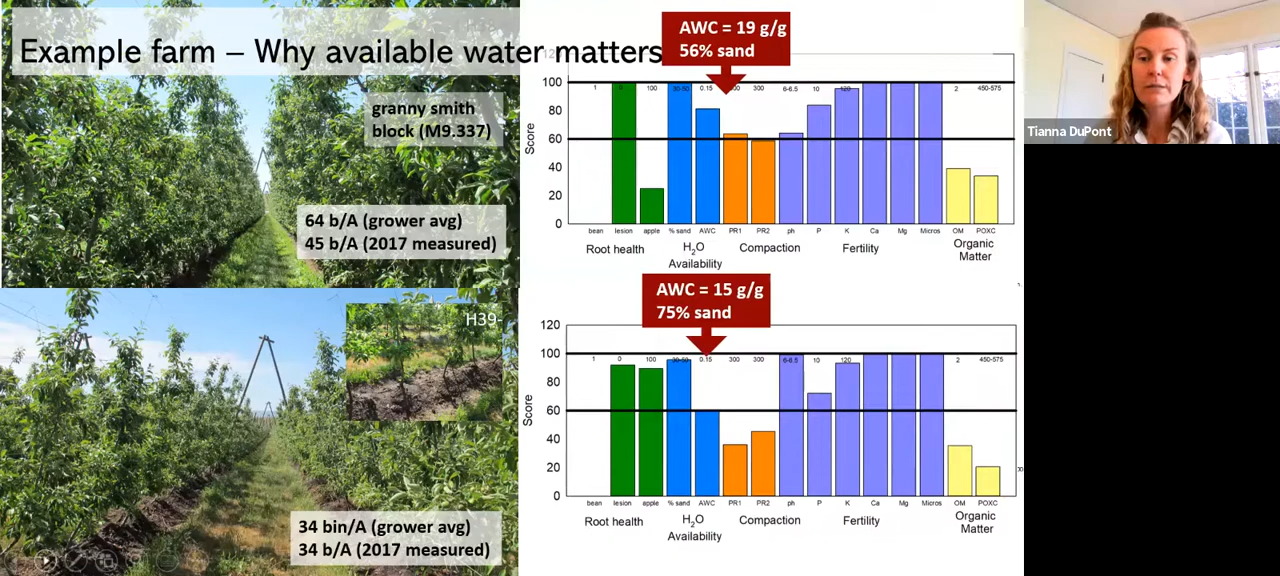 Example farm – Why available water matters
granny smith
block (M9.337)
64 b/A (grower avg)
45 b/A (2017 measured)
AWC = 19 g/g
56% sand
Score
100
80
60
40
20
0
1 0 100 30-50 0.15 300 300 6-6.5 10 120 2 450-575
bean lesion apple % sand AWC PR1 PR2 ph P K Ca Mg Micros OM POXC
Root health
H2O
Availability
Compaction
Fertility
Organic
Matter
Tianna DuPont
H39-
34 bin/A (grower avg)
34 b/A (2017 measured)
AWC = 15 g/g
75% sand
Score
120
100
80
60
40
20
0
1 0 100 30-50 0.15 300 300 6-6.5 10 120 2 450-575
bean lesion apple % sand AWC PR1 PR2 ph P K Ca Mg Micros OM POXC
Root health
H2O
Availability
Compaction
Fertility
Organic
Matter